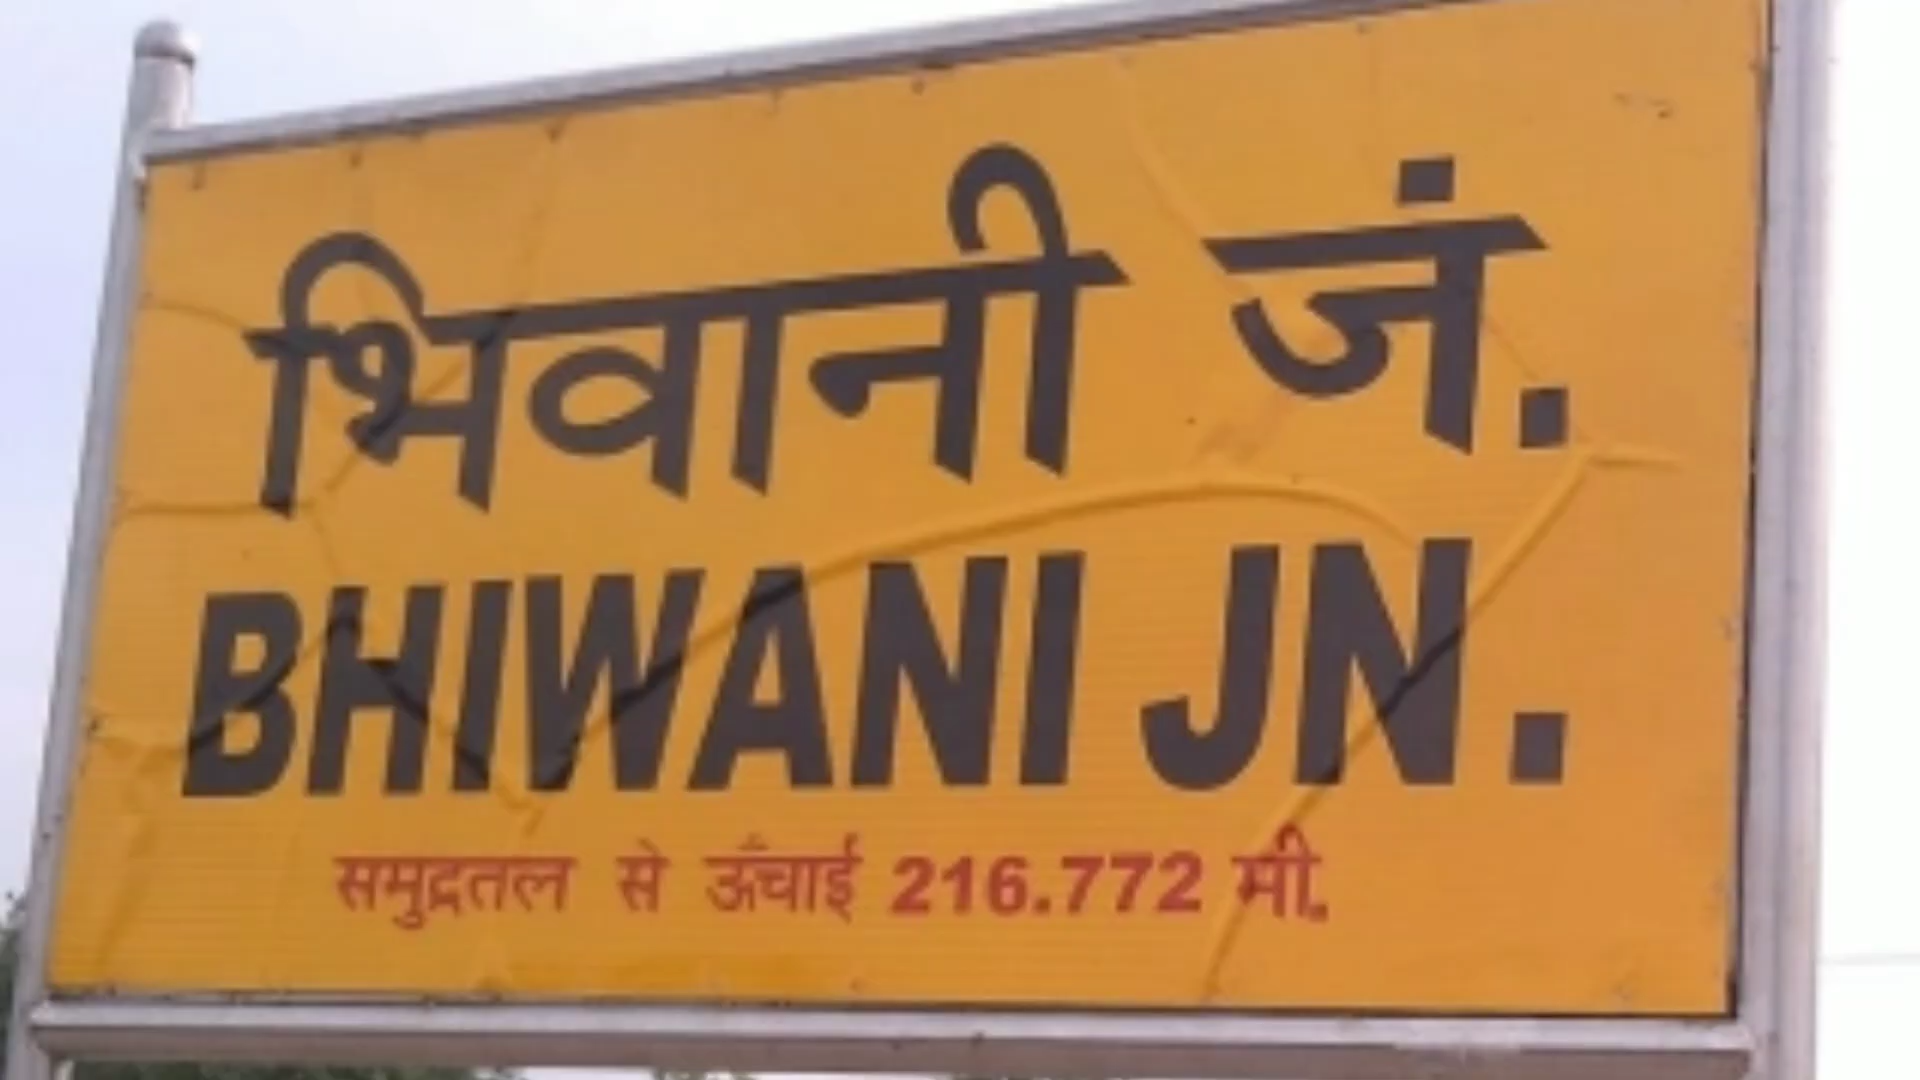 भिवानी जं.
BHIWANI JN.
समुद्रतल से ऊँचाई 216.772 मी.